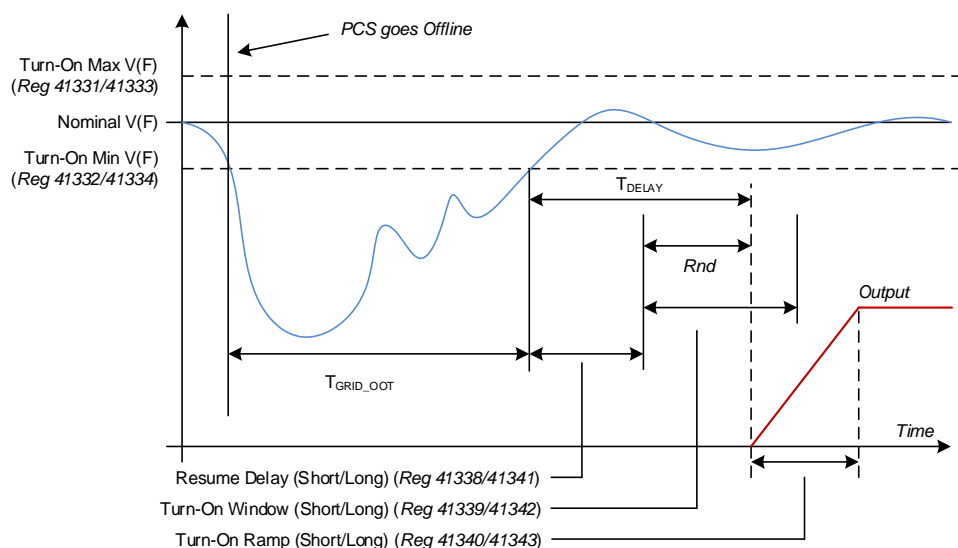 PCS goes Offline
Turn-On Max V(F)
(Reg 41331/41333)
Nominal V(F)
Turn-On Min V(F)
(Reg 41332/41334)
TDELAY
Rnd
Output
TGRID_OOT
Time
Resume Delay (Short/Long) (Reg 41338/41341)
Turn-On Window (Short/Long) (Reg 41339/41342)
Turn-On Ramp (Short/Long) (Reg 41340/41343)